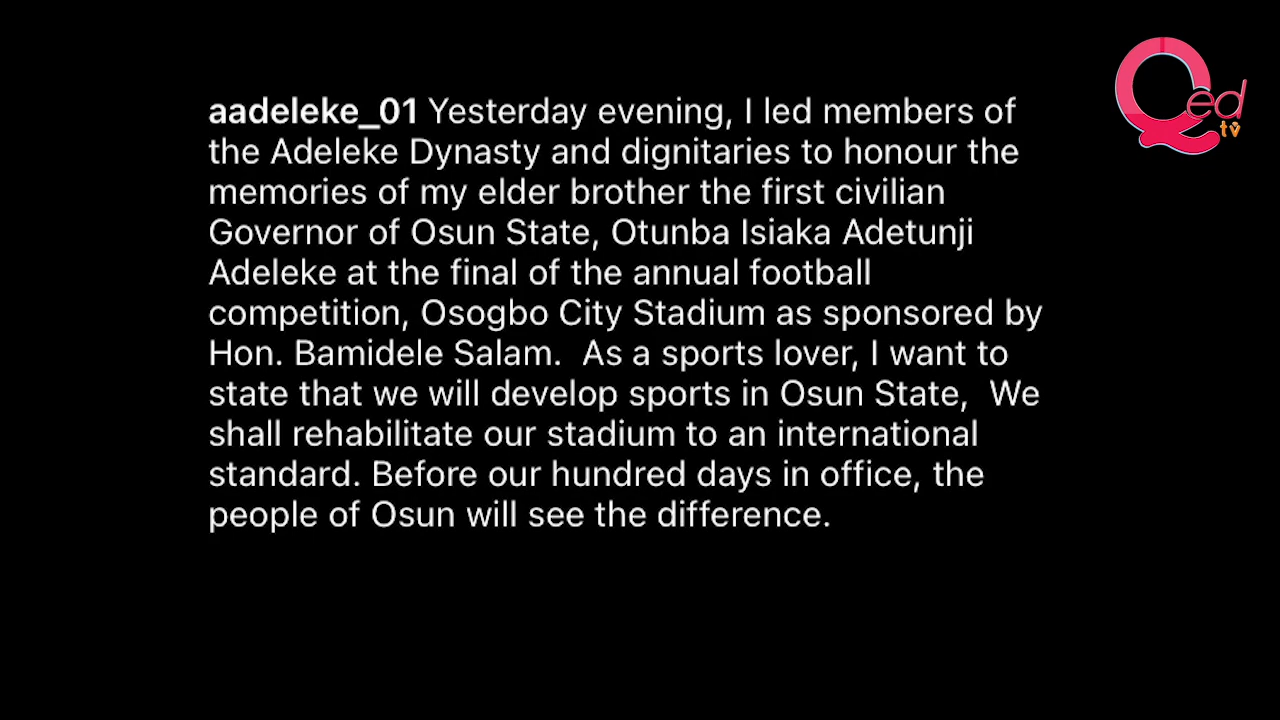 aadeleke_01 Yesterday evening, I led members of
the Adeleke Dynasty and dignitaries to honour the
memories of my elder brother the first civilian
Governor of Osun State, Otunba Isiaka Adetunji
Adeleke at the final of the annual football
competition, Osogbo City Stadium as sponsored by
Hon. Bamidele Salam.  As a sports lover, I want to
state that we will develop sports in Osun State,  We
shall rehabilitate our stadium to an international
standard. Before our hundred days in office, the
people of Osun will see the difference.
Qed
tv